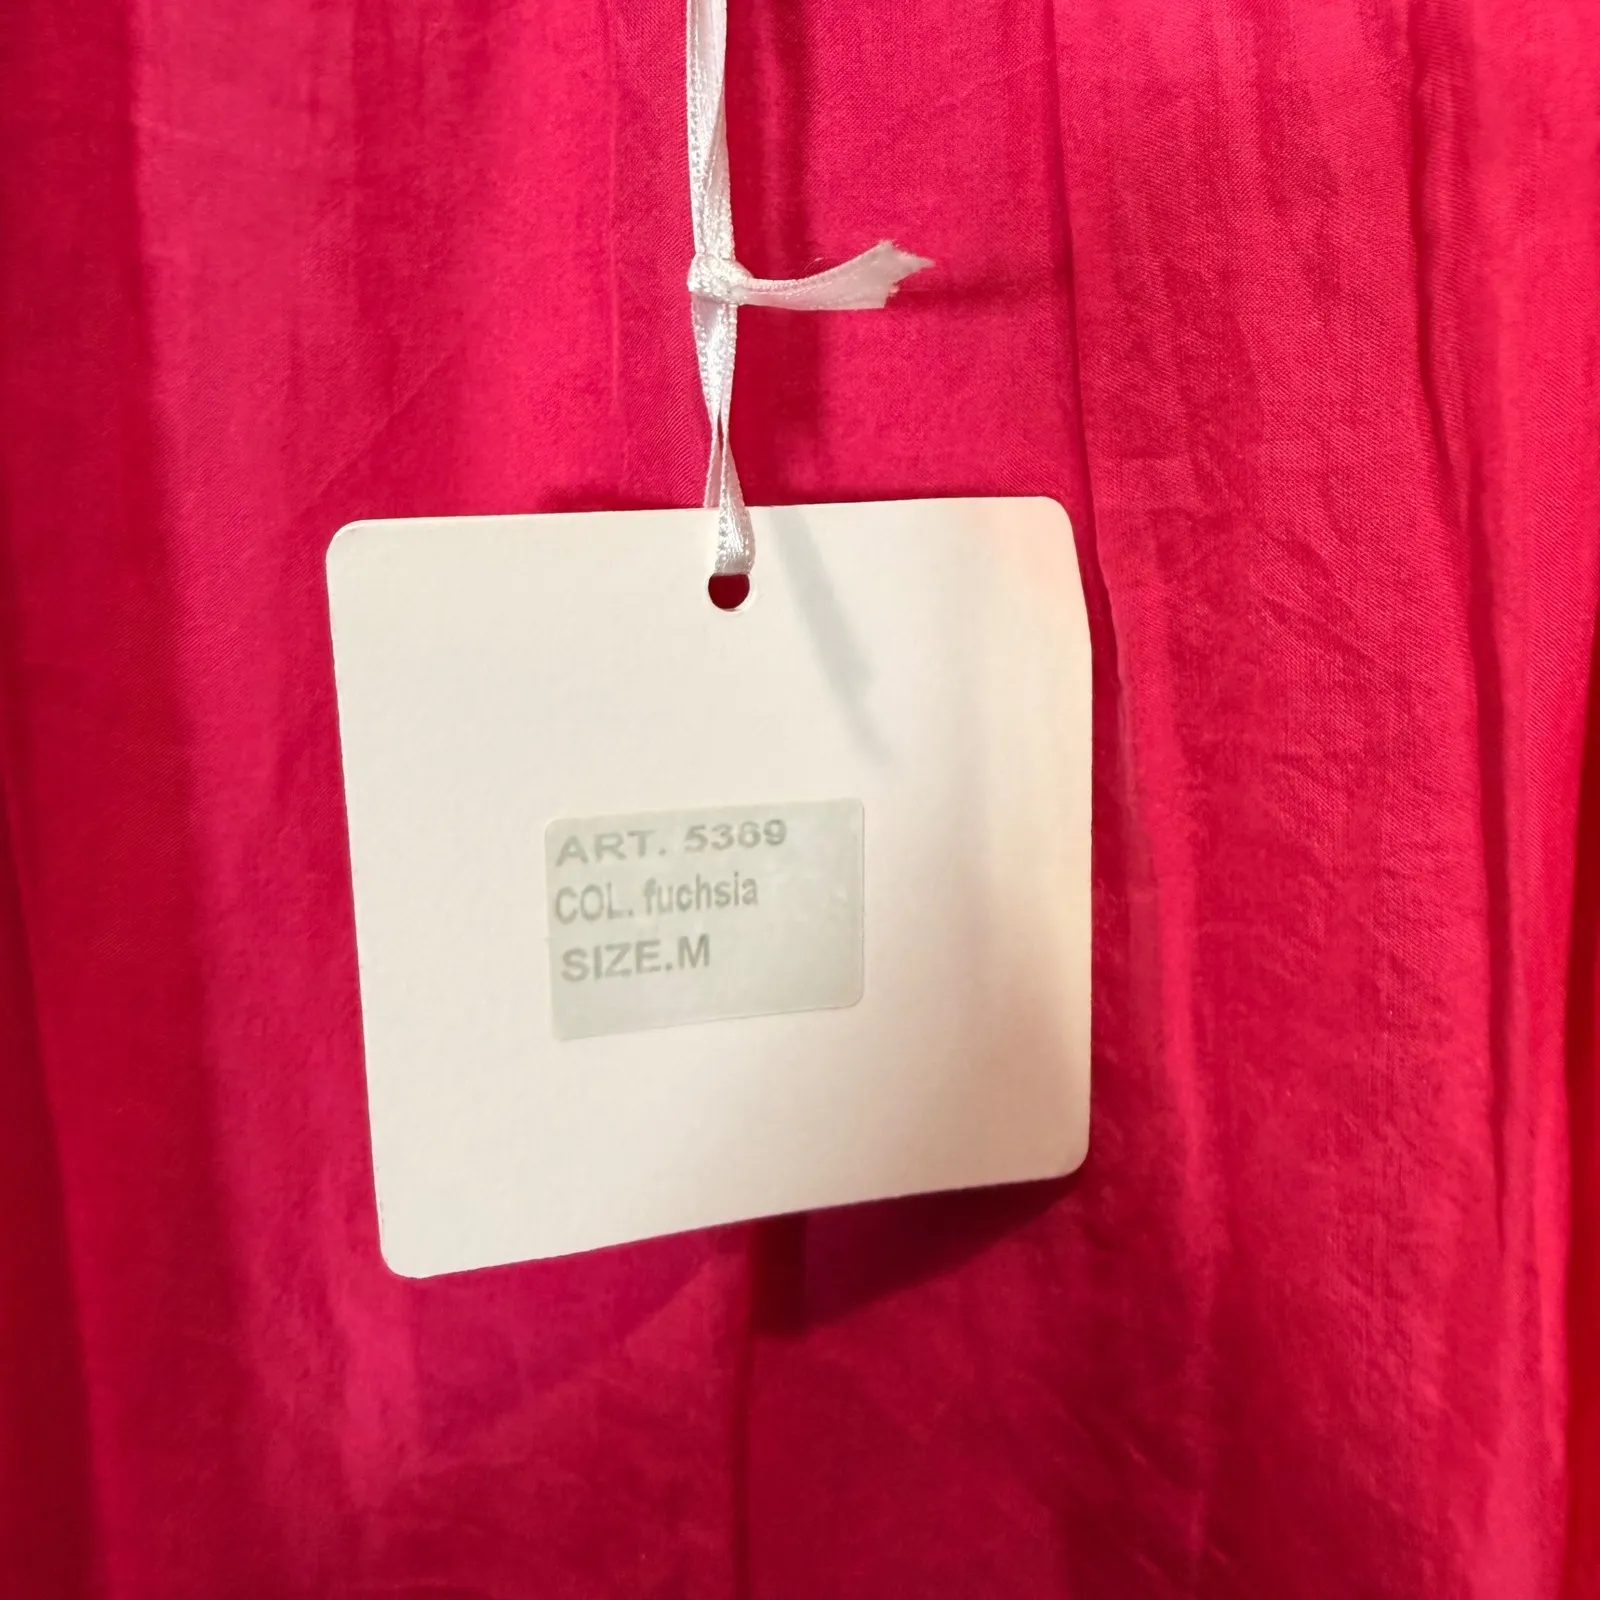 ART. 5369
COL. fuchsia
SIZE.M